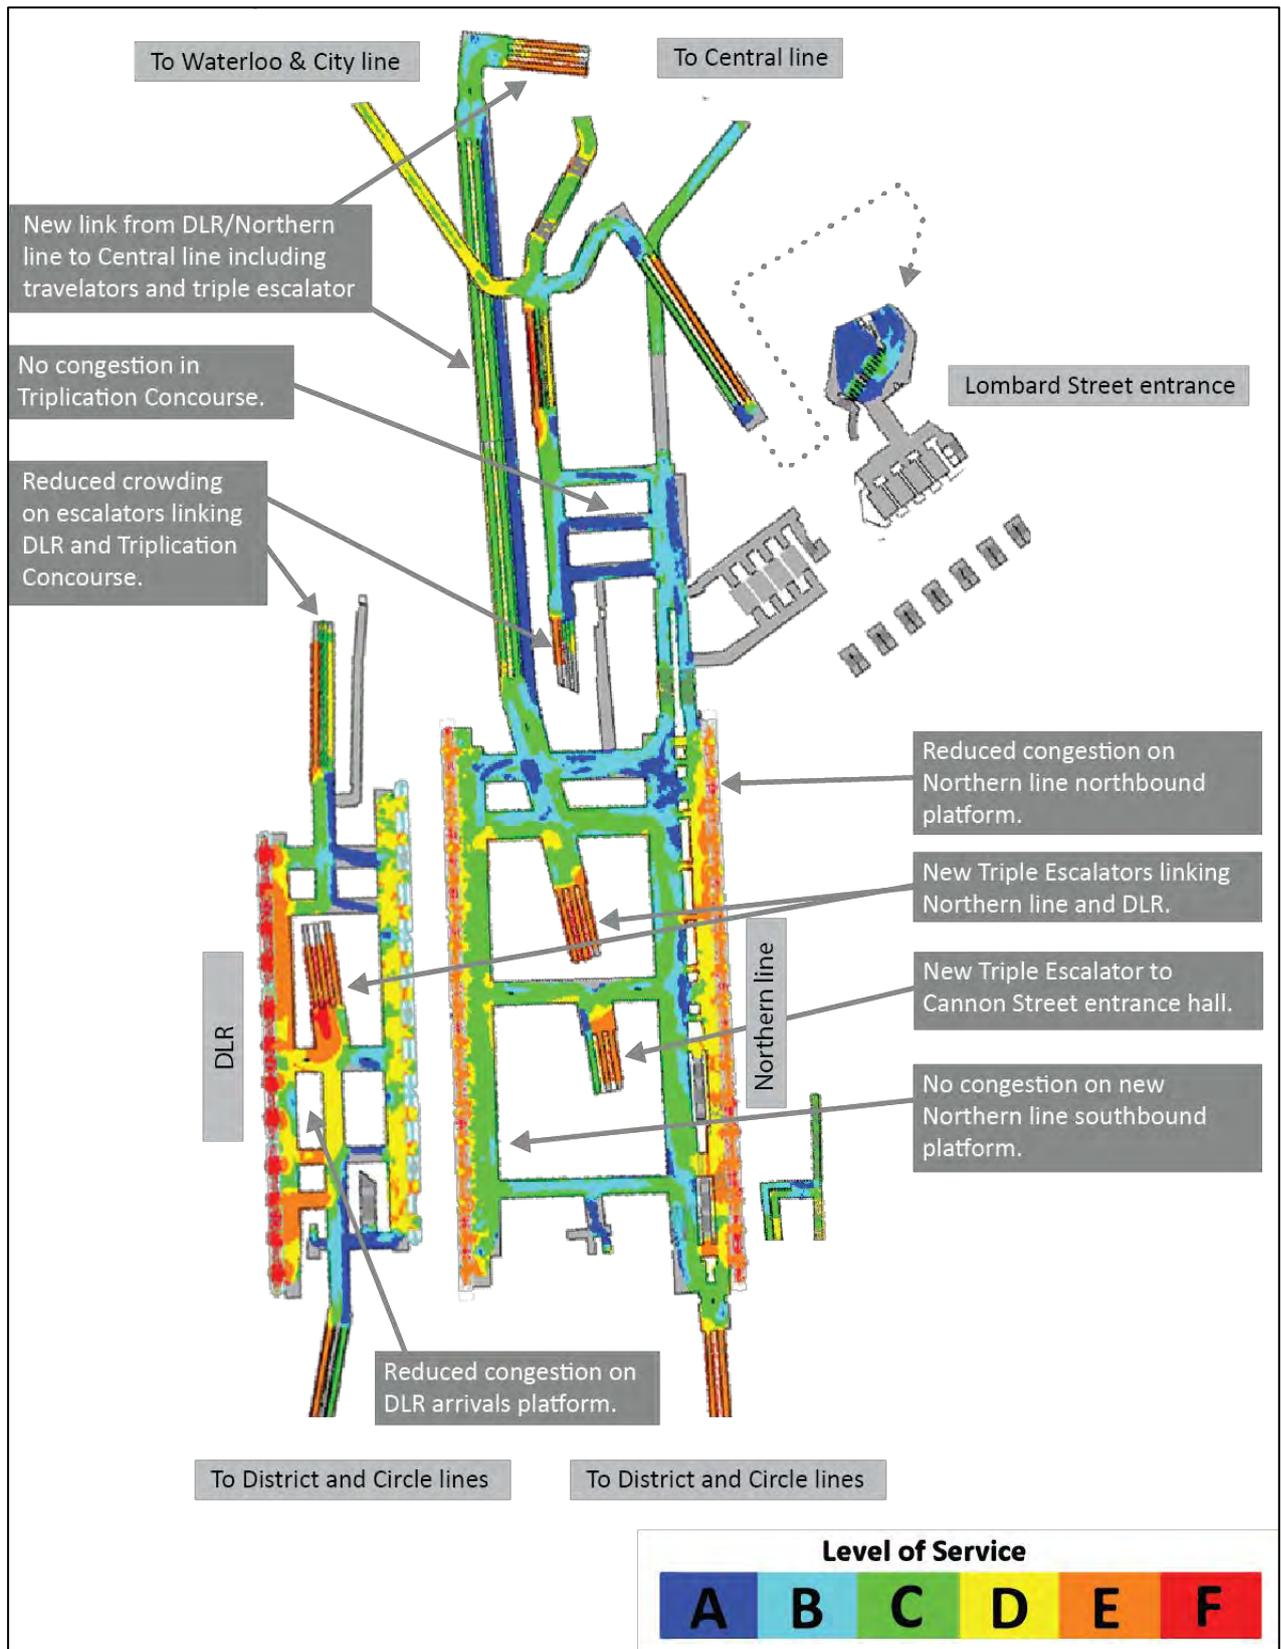 To Waterloo & City line
To Central line
New link from DLR/Northern
line to Central line including
travelators and triple escalator
No congestion in
Triplication Concourse.
Lombard Street entrance
Reduced crowding
on escalators linking
DLR and Triplication
Concourse.
Reduced congestion on
Northern line northbound
platform.
New Triple Escalators linking
Northern line and DLR.
New Triple Escalator to
Cannon Street entrance hall.
DLR
Northern line
No congestion on new
Northern line southbound
platform.
Reduced congestion on
DLR arrivals platform.
To District and Circle lines
To District and Circle lines
Level of Service
A B C D E F